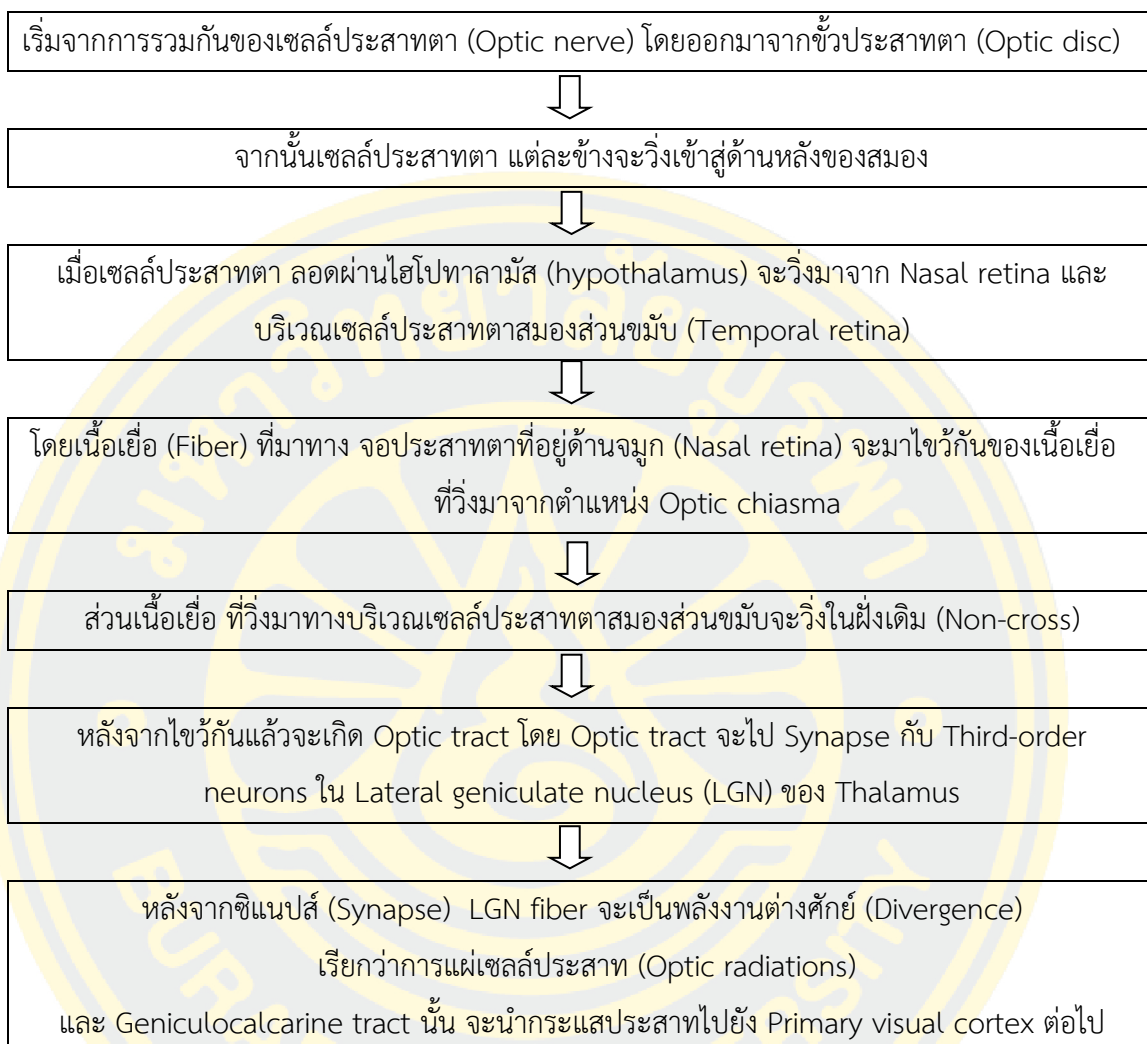 เริ่มจากการรวมกันของเซลล์ประสาทตา (Optic nerve) โดยออกมาจากขั้วประสาทตา (Optic disc)
จากนั้นเซลล์ประสาทตา แต่ละข้างจะวิ่งเข้าสู่ด้านหลังของสมอง
เมื่อเซลล์ประสาทตา ลอดผ่านไฮโปทาลามัส (hypothalamus) จะวิ่งมาจาก Nasal retina และ
บริเวณเซลล์ประสาทตาสมองส่วนขมับ (Temporal retina)
โดยเนื้อเยื่อ (Fiber) ที่มาทาง จอประสาทตาที่อยู่ด้านจมูก (Nasal retina) จะมาไขว้กันของเนื้อเยื่อ
ที่วิ่งมาจากตำแหน่ง Optic chiasma
ส่วนเนื้อเยื่อ ที่วิ่งมาทางบริเวณเซลล์ประสาทตาสมองส่วนขมับจะวิ่งในฝั่งเดิม (Non-cross)
หลังจากไขว้กันแล้วจะเกิด Optic tract โดย Optic tract จะไป Synapse กับ Third-order
neurons ใน Lateral geniculate nucleus (LGN) ของ Thalamus
หลังจากซิแนปส์ (Synapse) LGN fiber จะเป็นพลังงานต่างศักย์ (Divergence)
เรียกว่าการแผ่เซลล์ประสาท (Optic radiations)
และ Geniculocalcarine tract นั้น จะนำกระแสประสาทไปยัง Primary visual cortex ต่อไป
มหาวิทยาลัยบูรพา